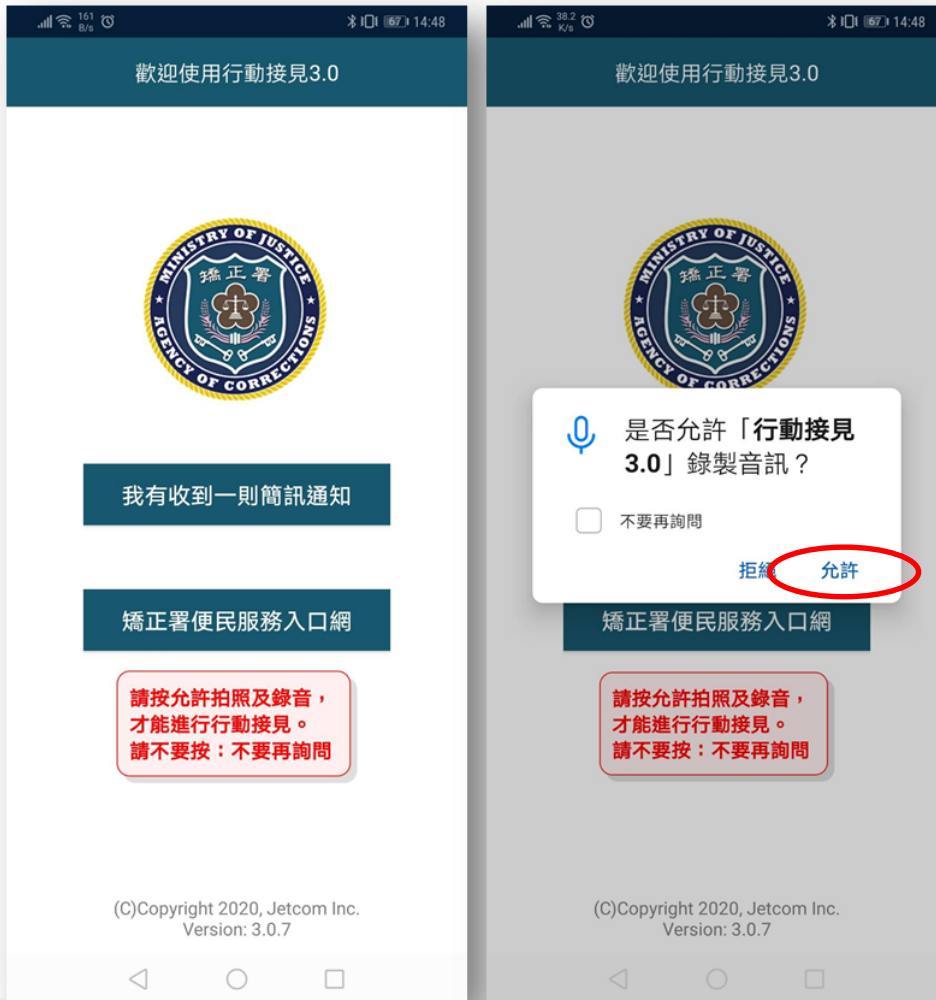 161
B/s
67
14:48
歡迎使用行動接見3.0
MINISTRY OF JUSTICE
矯正署
AGENCY OF CORRECTIONS
我有收到一則簡訊通知
矯正署便民服務入口網
請按允許拍照及錄音，
才能進行行動接見。
請不要按：不要再詢問
(C)Copyright 2020, Jetcom Inc.
Version: 3.0.7
38.2
K/s
67
14:48
歡迎使用行動接見3.0
MINISTRY OF JUSTICE
矯正署
AGENCY OF CORRECTIONS
是否允許「行動接見
3.0」錄製音訊？
不要再詢問
拒絕
允許
矯正署便民服務入口網
請按允許拍照及錄音，
才能進行行動接見。
請不要按：不要再詢問
(C)Copyright 2020, Jetcom Inc.
Version: 3.0.7